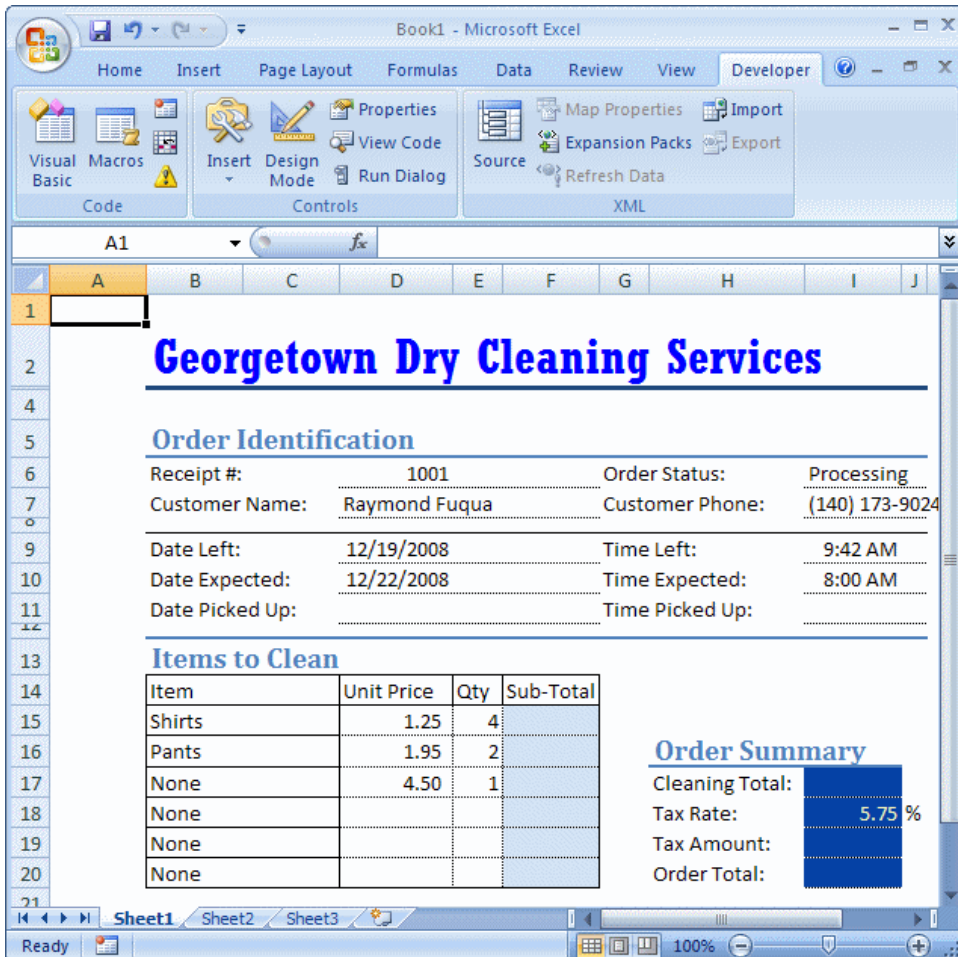 Book1 - Microsoft Excel
Home Insert Page Layout Formulas Data Review View Developer
Visual Basic Macros Insert Design Mode Properties View Code Run Dialog Source Map Properties Expansion Packs Refresh Data Import Export
Code Controls XML
A1 fx
A B C D E F G H I J
1
2 Georgetown Dry Cleaning Services
4
5 Order Identification
6 Receipt #: 1001 Order Status: Processing
7 Customer Name: Raymond Fuqua Customer Phone: (140) 173-9024
8
9 Date Left: 12/19/2008 Time Left: 9:42 AM
10 Date Expected: 12/22/2008 Time Expected: 8:00 AM
11 Date Picked Up: Time Picked Up:
12
13 Items to Clean
14 Item Unit Price Qty Sub-Total
15 Shirts 1.25 4
16 Pants 1.95 2 Order Summary
17 None 4.50 1 Cleaning Total:
18 None Tax Rate: 5.75 %
19 None Tax Amount:
20 None Order Total:
21
Sheet1 Sheet2 Sheet3
Ready 100%